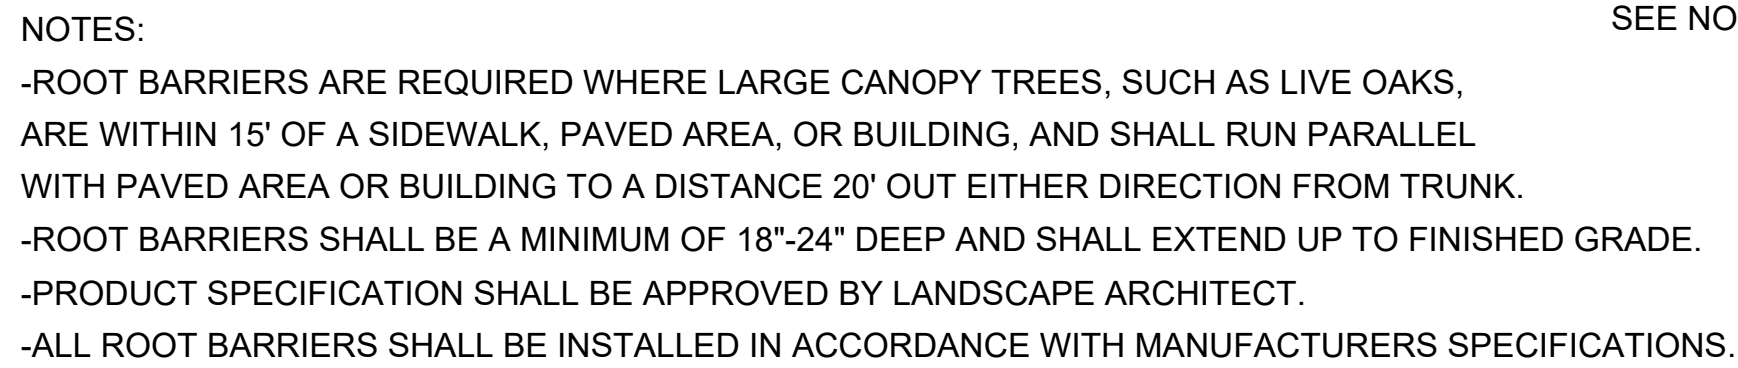 SEE NO
NOTES:
-ROOT BARRIERS ARE REQUIRED WHERE LARGE CANOPY TREES, SUCH AS LIVE OAKS,
ARE WITHIN 15' OF A SIDEWALK, PAVED AREA, OR BUILDING, AND SHALL RUN PARALLEL
WITH PAVED AREA OR BUILDING TO A DISTANCE 20' OUT EITHER DIRECTION FROM TRUNK.
-ROOT BARRIERS SHALL BE A MINIMUM OF 18"-24" DEEP AND SHALL EXTEND UP TO FINISHED GRADE.
-PRODUCT SPECIFICATION SHALL BE APPROVED BY LANDSCAPE ARCHITECT.
-ALL ROOT BARRIERS SHALL BE INSTALLED IN ACCORDANCE WITH MANUFACTURERS SPECIFICATIONS.